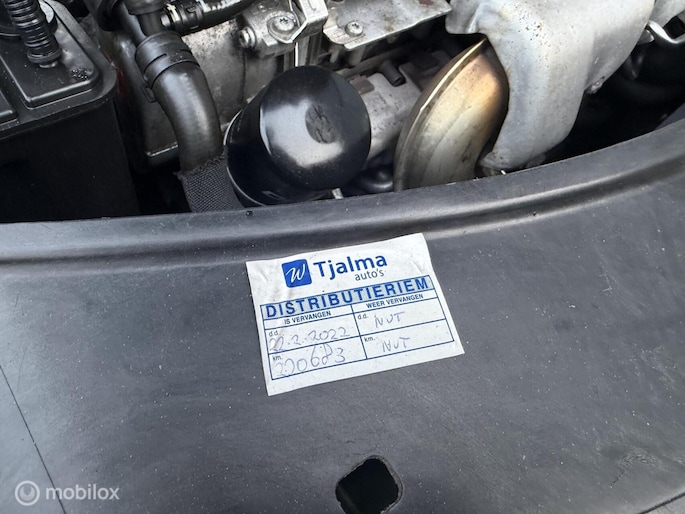 W Tjalma
auto's
DISTRIBUTIERIEM
IS VERVANGEN WEER VERVANGEN
d.d. 22.2.2022 d.d. NVT
km. 200683 km. NVT
mobilox